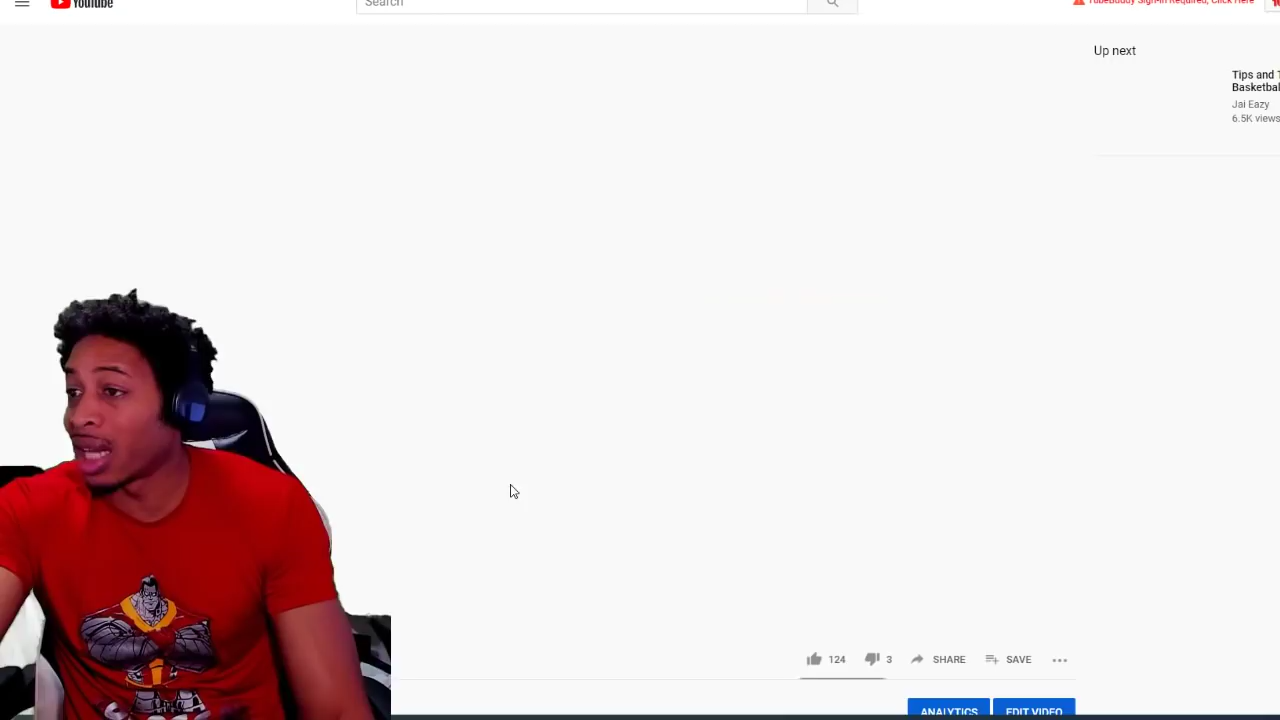 YouTube
Search
TubeBuddy Sign-in Required, Click Here
Up next
Tips and
Basketbal
Jai Eazy
6.5K views
124
3
SHARE
SAVE
ANALYTICS
EDIT VIDEO